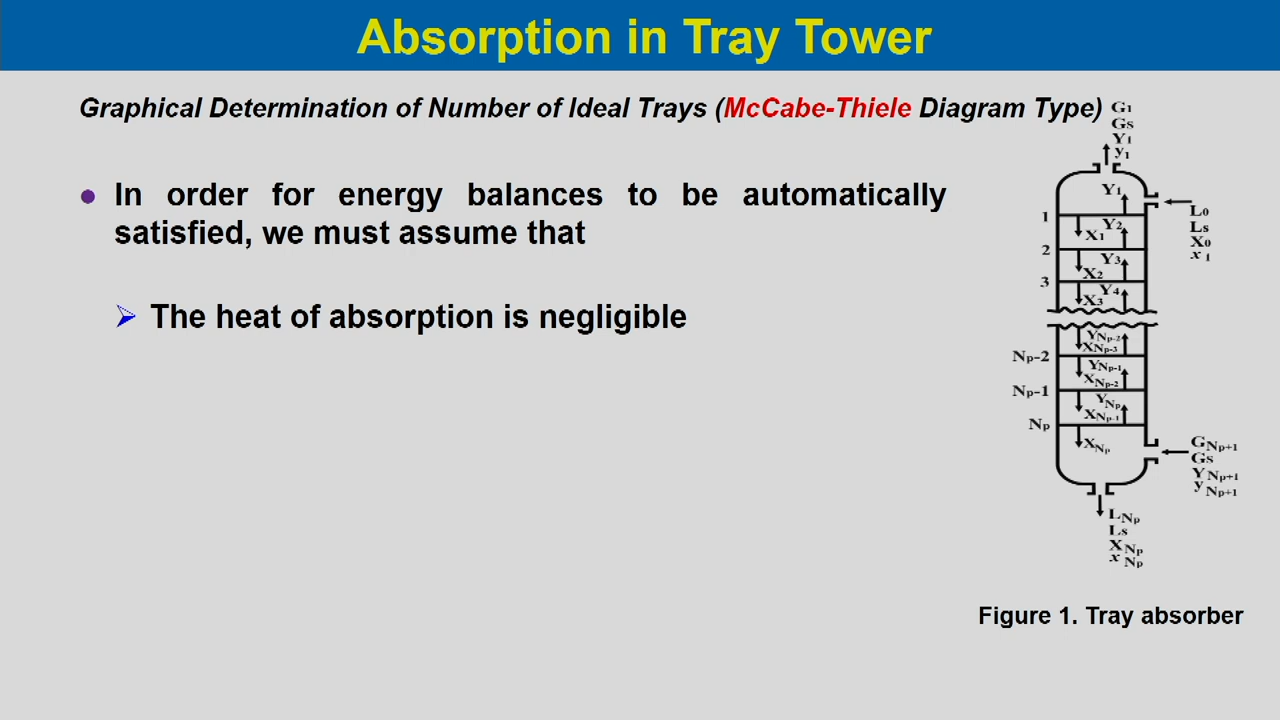 Absorption in Tray Tower
Graphical Determination of Number of Ideal Trays (McCabe-Thiele Diagram Type)
In order for energy balances to be automatically
satisfied, we must assume that
The heat of absorption is negligible
G1
Gs
Y1
y1
Y1
L0
Ls
X0
x 1
1
X1
Y2
2
X2
Y3
3
X3
Y4
YNp-2
XNp-3
Np-2
YNp-1
XNp-2
Np-1
YNp
XNp-1
Np
XNp
GNp+1
Gs
YNp+1
yNp+1
LNp
Ls
XNp
xNp
Figure 1. Tray absorber